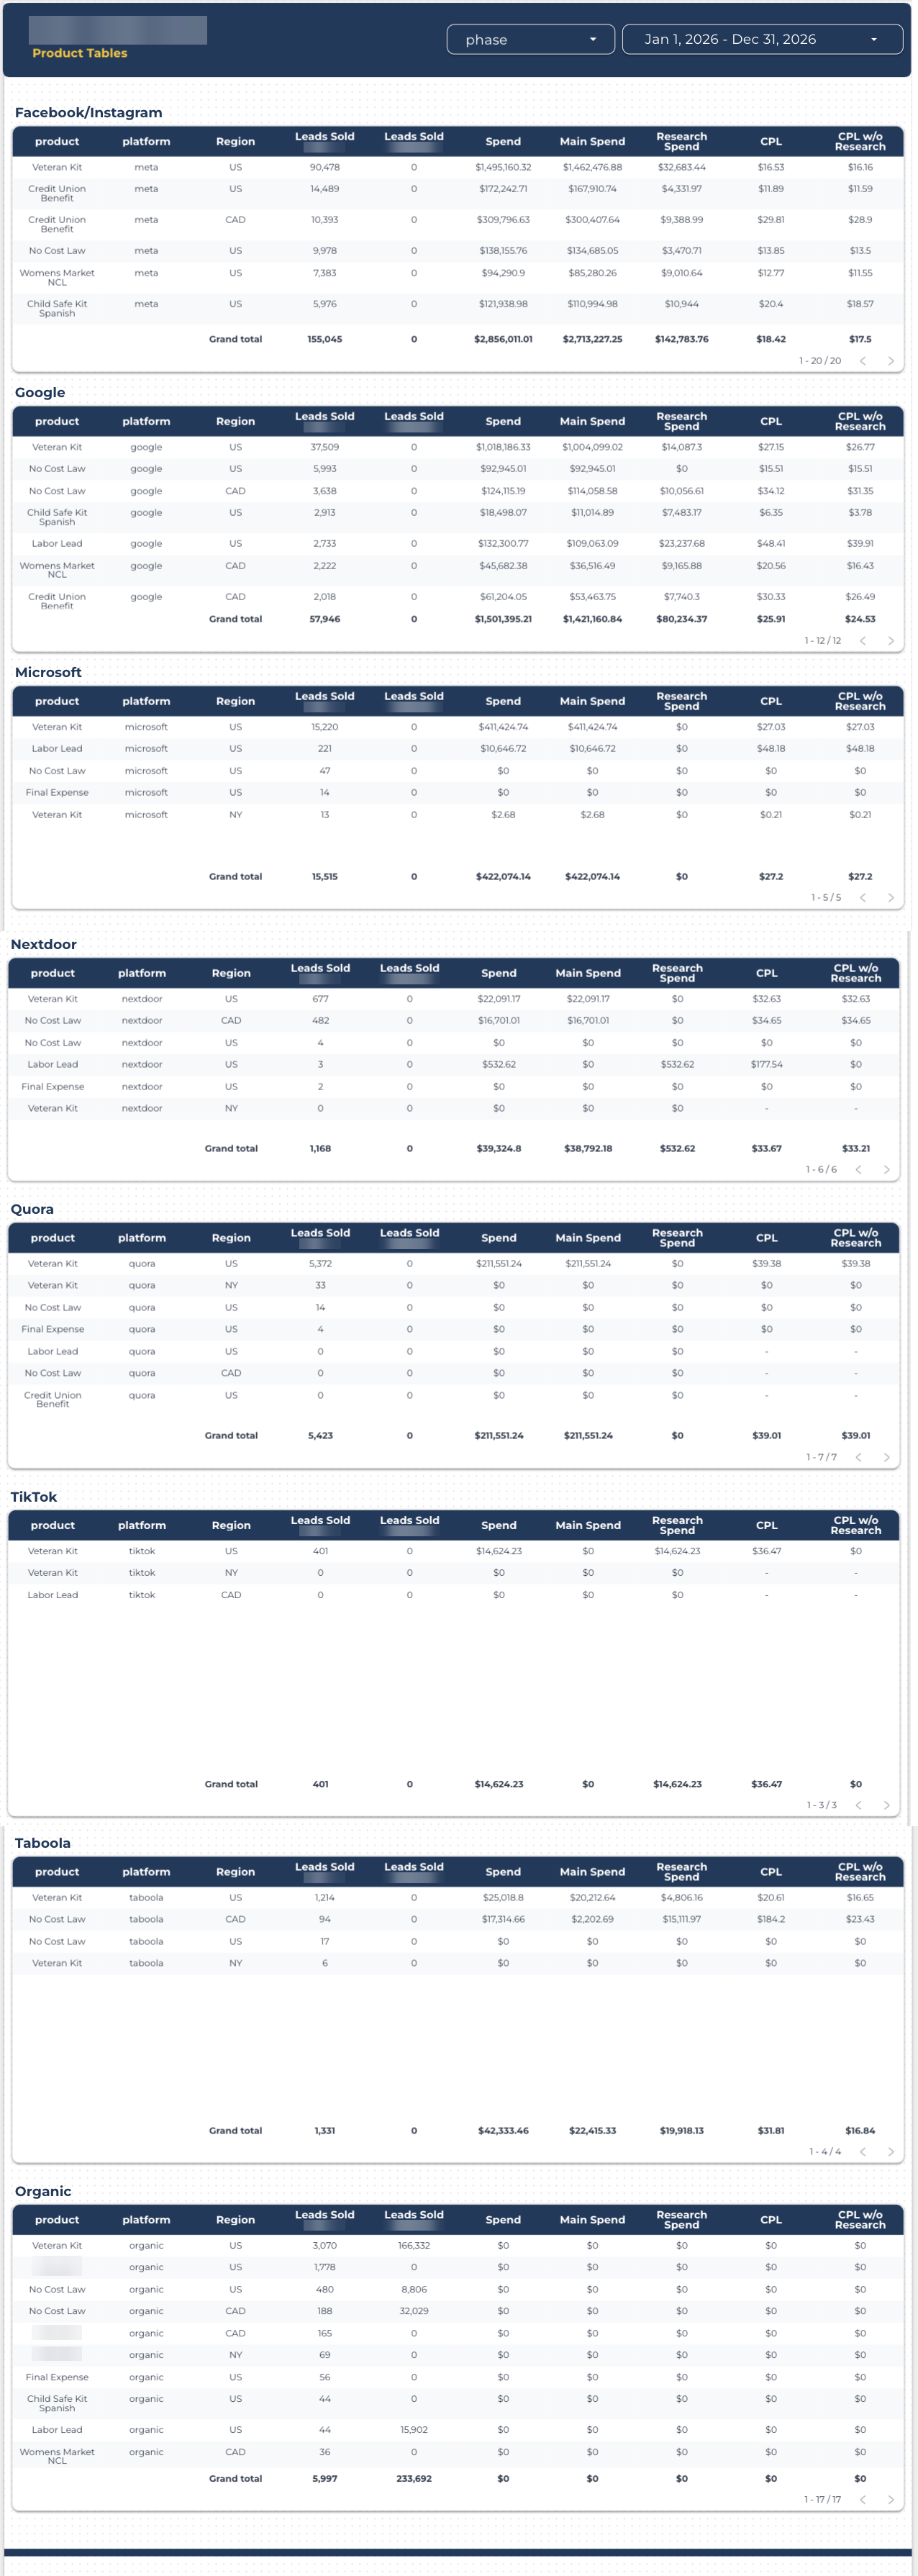 Product Tables
phase
Jan 1, 2026 - Dec 31, 2026
Facebook/Instagram
product platform Region Leads Sold Leads Sold Spend Main Spend Research Spend CPL CPL w/o Research
Veteran Kit meta US 90,478 0 $1,495,160.32 $1,462,476.88 $32,683.44 $16.53 $16.16
Credit Union Benefit meta US 14,489 0 $172,242.71 $167,910.74 $4,331.97 $11.89 $11.59
Credit Union Benefit meta CAD 10,393 0 $309,796.63 $300,407.64 $9,388.99 $29.81 $28.9
No Cost Law meta US 9,978 0 $138,155.76 $134,685.05 $3,470.71 $13.85 $13.5
Womens Market NCL meta US 7,383 0 $94,290.9 $85,280.26 $9,010.64 $12.77 $11.55
Child Safe Kit Spanish meta US 5,976 0 $121,938.98 $110,994.98 $10,944 $20.4 $18.57
Grand total 155,045 0 $2,856,011.01 $2,713,227.25 $142,783.76 $18.42 $17.5
1 - 20 / 20
Google
product platform Region Leads Sold Leads Sold Spend Main Spend Research Spend CPL CPL w/o Research
Veteran Kit google US 37,509 0 $1,018,186.33 $1,004,099.02 $14,087.3 $27.15 $26.77
No Cost Law google US 5,993 0 $92,945.01 $92,945.01 $0 $15.51 $15.51
No Cost Law google CAD 3,638 0 $124,115.19 $114,058.58 $10,056.61 $34.12 $31.35
Child Safe Kit Spanish google US 2,913 0 $18,498.07 $11,014.89 $7,483.17 $6.35 $3.78
Labor Lead google US 2,733 0 $132,300.77 $109,063.09 $23,237.68 $48.41 $39.91
Womens Market NCL google CAD 2,222 0 $45,682.38 $36,516.49 $9,165.88 $20.56 $16.43
Credit Union Benefit google CAD 2,018 0 $61,204.05 $53,463.75 $7,740.3 $30.33 $26.49
Grand total 57,946 0 $1,501,395.21 $1,421,160.84 $80,234.37 $25.91 $24.53
1 - 12 / 12
Microsoft
product platform Region Leads Sold Leads Sold Spend Main Spend Research Spend CPL CPL w/o Research
Veteran Kit microsoft US 15,220 0 $411,424.74 $411,424.74 $0 $27.03 $27.03
Labor Lead microsoft US 221 0 $10,646.72 $10,646.72 $0 $48.18 $48.18
No Cost Law microsoft US 47 0 $0 $0 $0 $0 $0
Final Expense microsoft US 14 0 $0 $0 $0 $0 $0
Veteran Kit microsoft NY 13 0 $2.68 $2.68 $0 $0.21 $0.21
Grand total 15,515 0 $422,074.14 $422,074.14 $0 $27.2 $27.2
1 - 5 / 5
Nextdoor
product platform Region Leads Sold Leads Sold Spend Main Spend Research Spend CPL CPL w/o Research
Veteran Kit nextdoor US 677 0 $22,091.17 $22,091.17 $0 $32.63 $32.63
No Cost Law nextdoor CAD 482 0 $16,701.01 $16,701.01 $0 $34.65 $34.65
No Cost Law nextdoor US 4 0 $0 $0 $0 $0 $0
Labor Lead nextdoor US 3 0 $532.62 $0 $532.62 $177.54 $0
Final Expense nextdoor US 2 0 $0 $0 $0 $0 $0
Veteran Kit nextdoor NY 0 0 $0 $0 $0 - -
Grand total 1,168 0 $39,324.8 $38,792.18 $532.62 $33.67 $33.21
1 - 6 / 6
Quora
product platform Region Leads Sold Leads Sold Spend Main Spend Research Spend CPL CPL w/o Research
Veteran Kit quora US 5,372 0 $211,551.24 $211,551.24 $0 $39.38 $39.38
Veteran Kit quora NY 33 0 $0 $0 $0 $0 $0
No Cost Law quora US 14 0 $0 $0 $0 $0 $0
Final Expense quora US 4 0 $0 $0 $0 $0 $0
Labor Lead quora US 0 0 $0 $0 $0 - -
No Cost Law quora CAD 0 0 $0 $0 $0 - -
Credit Union Benefit quora US 0 0 $0 $0 $0 - -
Grand total 5,423 0 $211,551.24 $211,551.24 $0 $39.01 $39.01
1 - 7 / 7
TikTok
product platform Region Leads Sold Leads Sold Spend Main Spend Research Spend CPL CPL w/o Research
Veteran Kit tiktok US 401 0 $14,624.23 $0 $14,624.23 $36.47 $0
Veteran Kit tiktok NY 0 0 $0 $0 $0 - -
Labor Lead tiktok CAD 0 0 $0 $0 $0 - -
Grand total 401 0 $14,624.23 $0 $14,624.23 $36.47 $0
1 - 3 / 3
Taboola
product platform Region Leads Sold Leads Sold Spend Main Spend Research Spend CPL CPL w/o Research
Veteran Kit taboola US 1,214 0 $25,018.8 $20,212.64 $4,806.16 $20.61 $16.65
No Cost Law taboola CAD 94 0 $17,314.66 $2,202.69 $15,111.97 $184.2 $23.43
No Cost Law taboola US 17 0 $0 $0 $0 $0 $0
Veteran Kit taboola NY 6 0 $0 $0 $0 $0 $0
Grand total 1,331 0 $42,333.46 $22,415.33 $19,918.13 $31.81 $16.84
1 - 4 / 4
Organic
product platform Region Leads Sold Leads Sold Spend Main Spend Research Spend CPL CPL w/o Research
Veteran Kit organic US 3,070 166,332 $0 $0 $0 $0 $0
organic US 1,778 0 $0 $0 $0 $0 $0
No Cost Law organic US 480 8,806 $0 $0 $0 $0 $0
No Cost Law organic CAD 188 32,029 $0 $0 $0 $0 $0
organic CAD 165 0 $0 $0 $0 $0 $0
organic NY 69 0 $0 $0 $0 $0 $0
Final Expense organic US 56 0 $0 $0 $0 $0 $0
Child Safe Kit Spanish organic US 44 0 $0 $0 $0 $0 $0
Labor Lead organic US 44 15,902 $0 $0 $0 $0 $0
Womens Market NCL organic CAD 36 0 $0 $0 $0 $0 $0
Grand total 5,997 233,692 $0 $0 $0 $0 $0
1 - 17 / 17